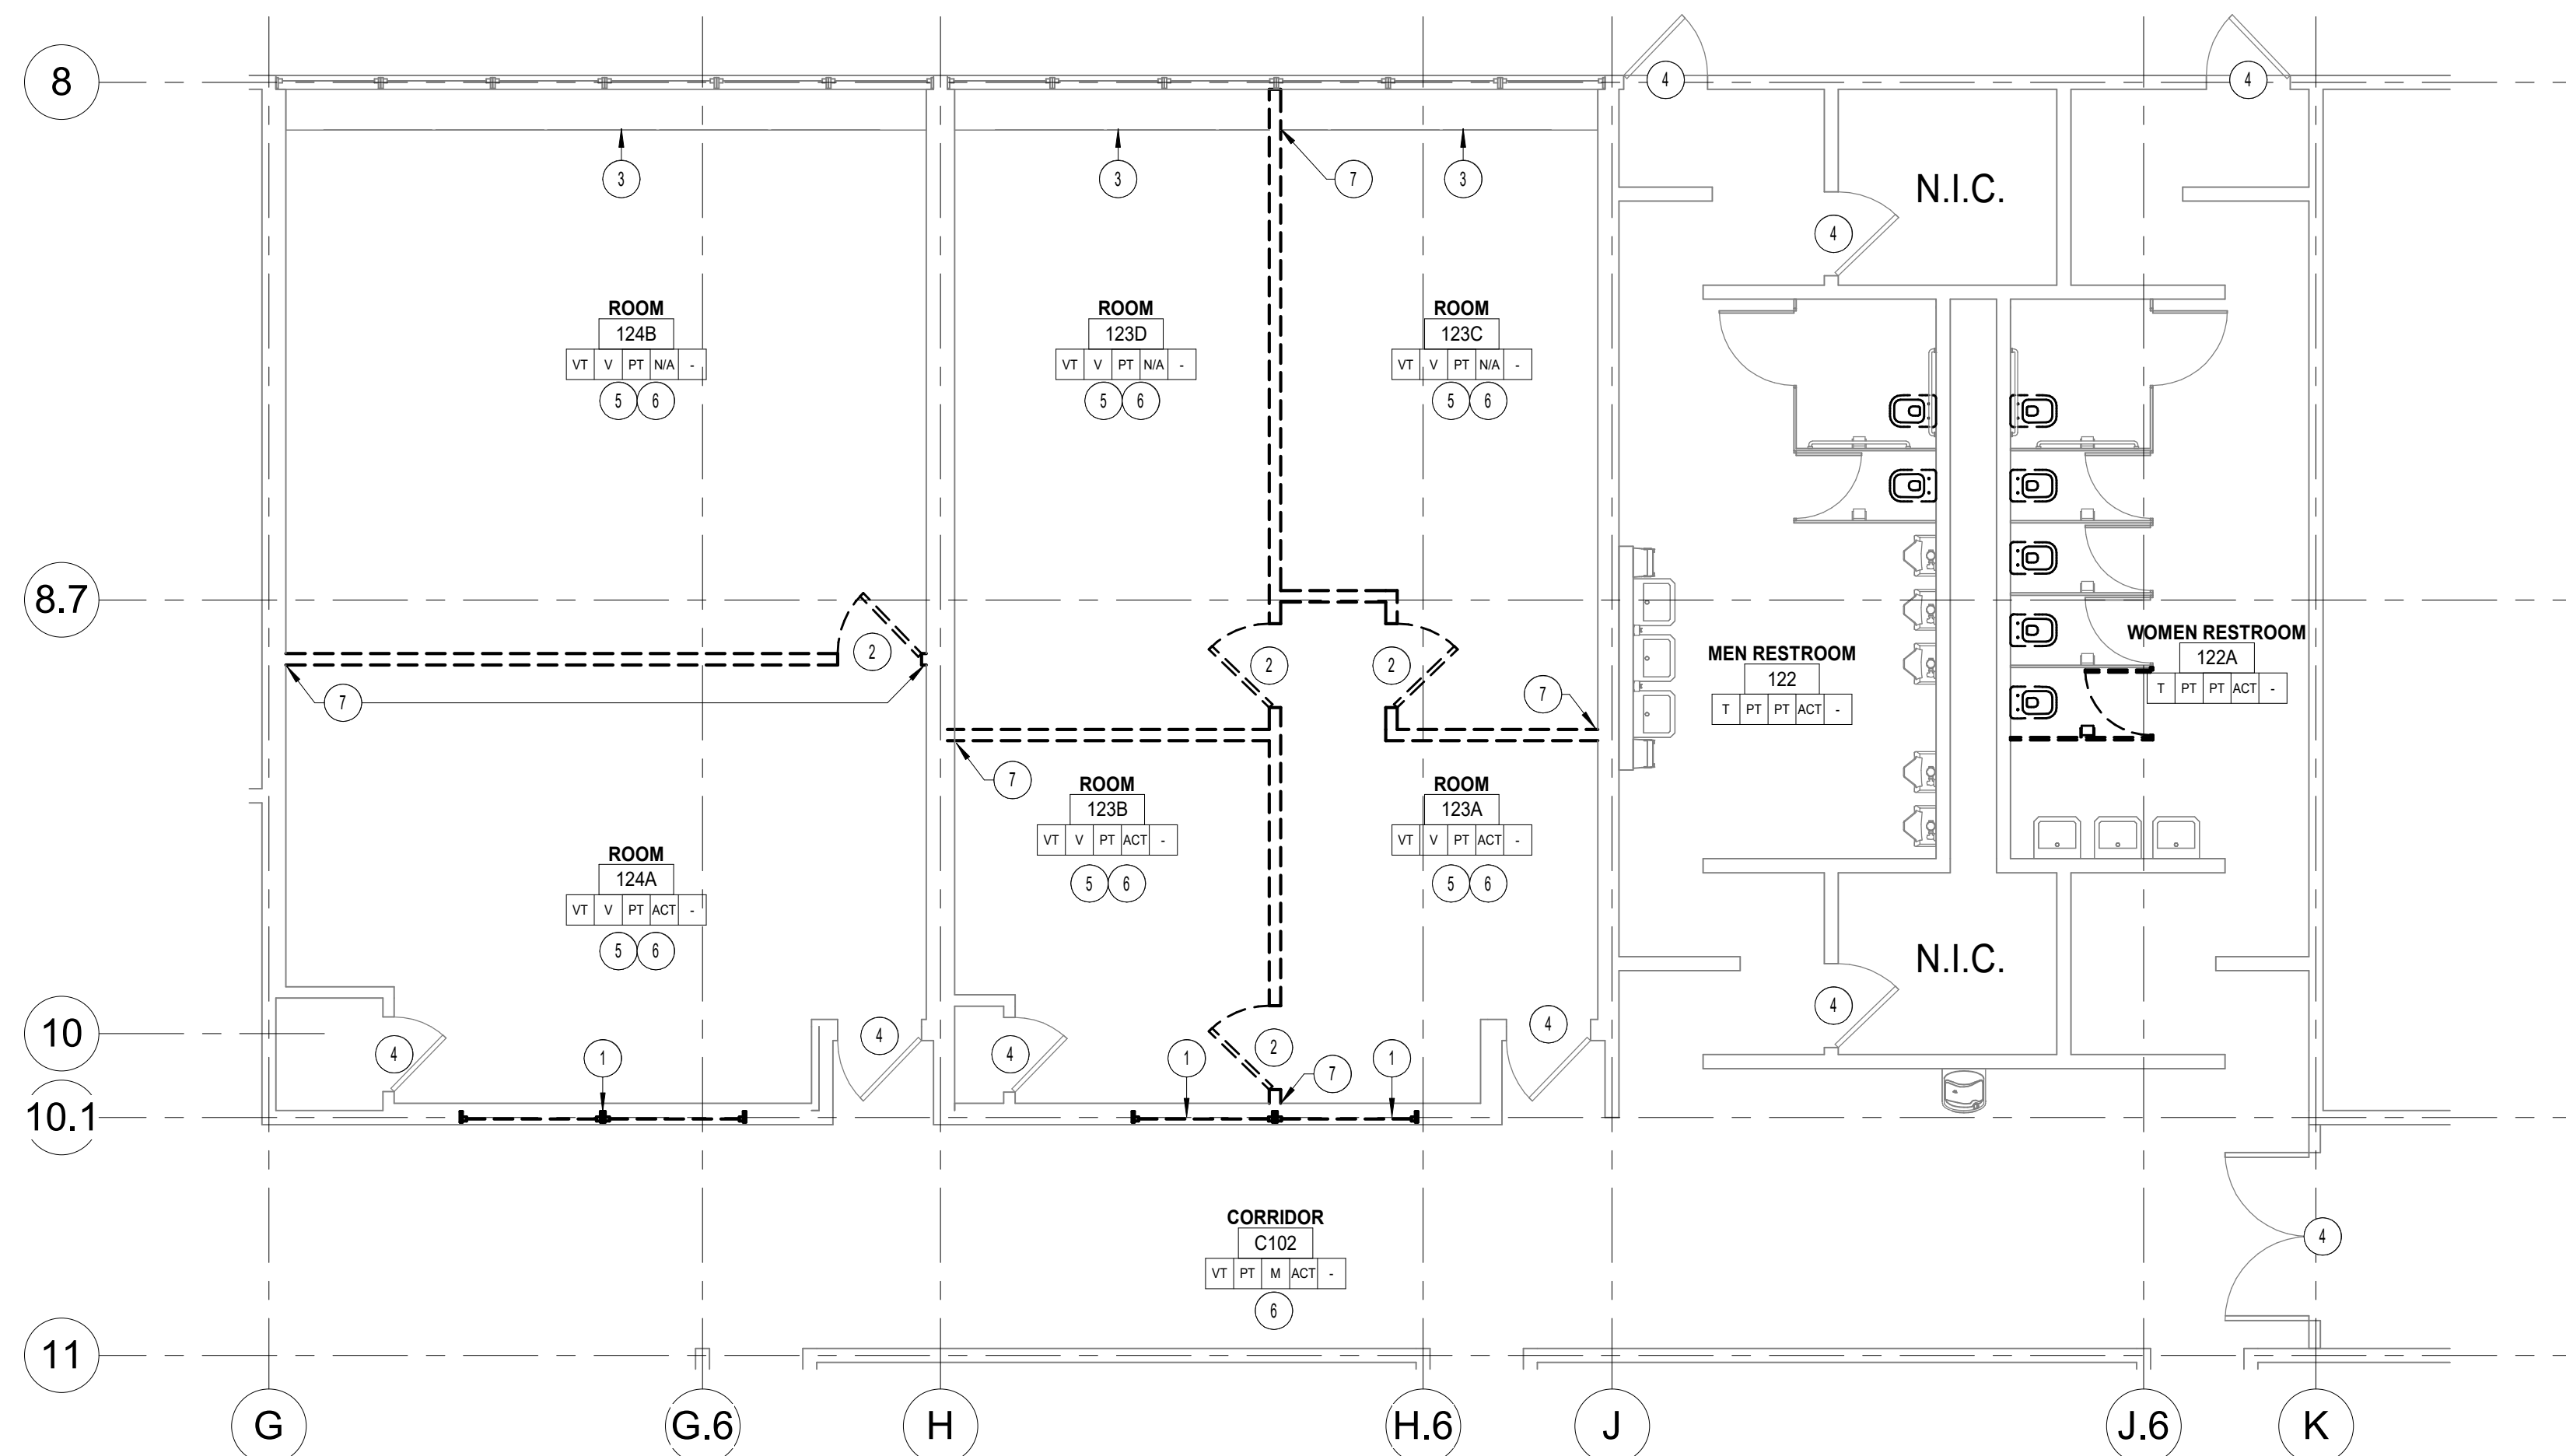 8
4
4
3
3
7
3
N.I.C.
4
ROOM
124B
VT V PT N/A -
5 6
ROOM
123D
VT V PT N/A -
5 6
ROOM
123C
VT V PT N/A -
5 6
8.7
2
2
2
7
7
7
MEN RESTROOM
122
T PT PT ACT -
WOMEN RESTROOM
122A
T PT PT ACT -
ROOM
123B
VT V PT ACT -
5 6
ROOM
123A
VT V PT ACT -
5 6
ROOM
124A
VT V PT ACT -
5 6
N.I.C.
4
10
4
4
4
4
1
1
2
7
1
10.1
CORRIDOR
C102
VT PT M ACT -
6
4
11
G
G.6
H
H.6
J
J.6
K